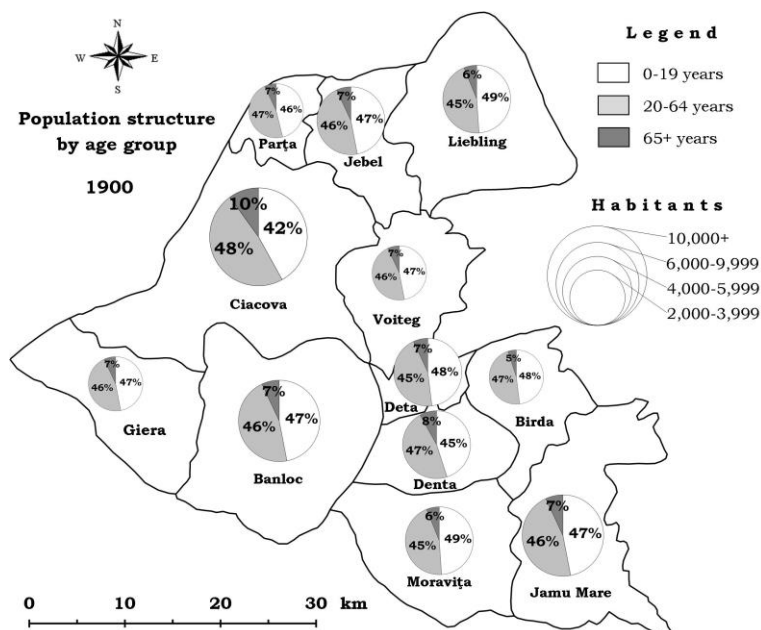 N
W E
S
Population structure
by age group
1900
Legend
0-19 years
20-64 years
65+ years
Habitants
10,000+
6,000-9,999
4,000-5,999
2,000-3,999
7%
47% 46%
Parţa
7%
46% 47%
Jebel
6%
45% 49%
Liebling
10%
42%
48%
Ciacova
7%
46% 47%
Voiteg
7%
46% 47%
Giera
7%
46% 47%
Banloc
7%
45% 48%
Deta
5%
47% 48%
Birda
8%
47% 45%
Denta
6%
45% 49%
Moraviţa
7%
46% 47%
Jamu Mare
0 10 20 30 km